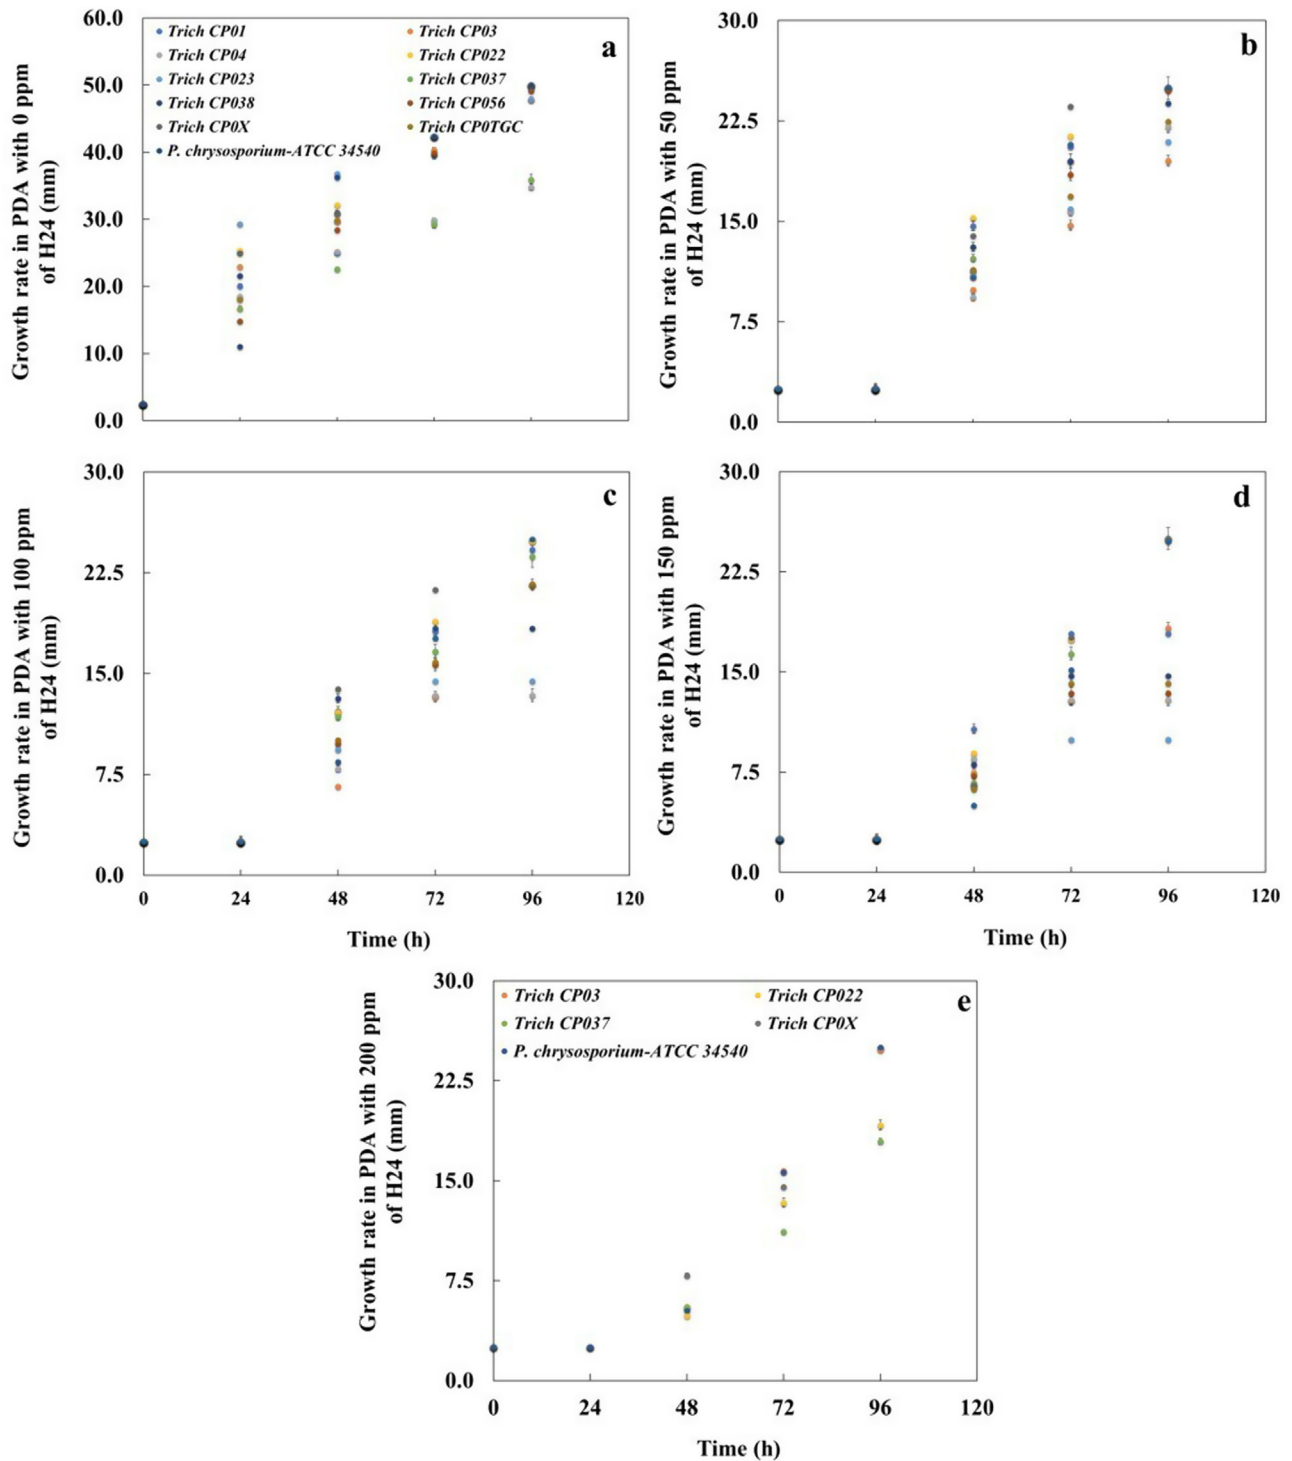 Growth rate in PDA with 0 ppm
of H24 (mm)
60.0
50.0
40.0
30.0
20.0
10.0
0.0
Trich CP01
Trich CP03
Trich CP04
Trich CP022
Trich CP023
Trich CP037
Trich CP038
Trich CP056
Trich CP0X
Trich CP0TGC
P. chrysosporium-ATCC 34540
a
Growth rate in PDA with 50 ppm
of H24 (mm)
30.0
22.5
15.0
7.5
0.0
b
Growth rate in PDA with 100 ppm
of H24 (mm)
30.0
22.5
15.0
7.5
0.0
c
0 24 48 72 96 120
Time (h)
Growth rate in PDA with 150 ppm
of H24 (mm)
30.0
22.5
15.0
7.5
0.0
d
0 24 48 72 96 120
Time (h)
Growth rate in PDA with 200 ppm
of H24 (mm)
30.0
22.5
15.0
7.5
0.0
Trich CP03
Trich CP022
Trich CP037
Trich CP0X
P. chrysosporium-ATCC 34540
e
0 24 48 72 96 120
Time (h)